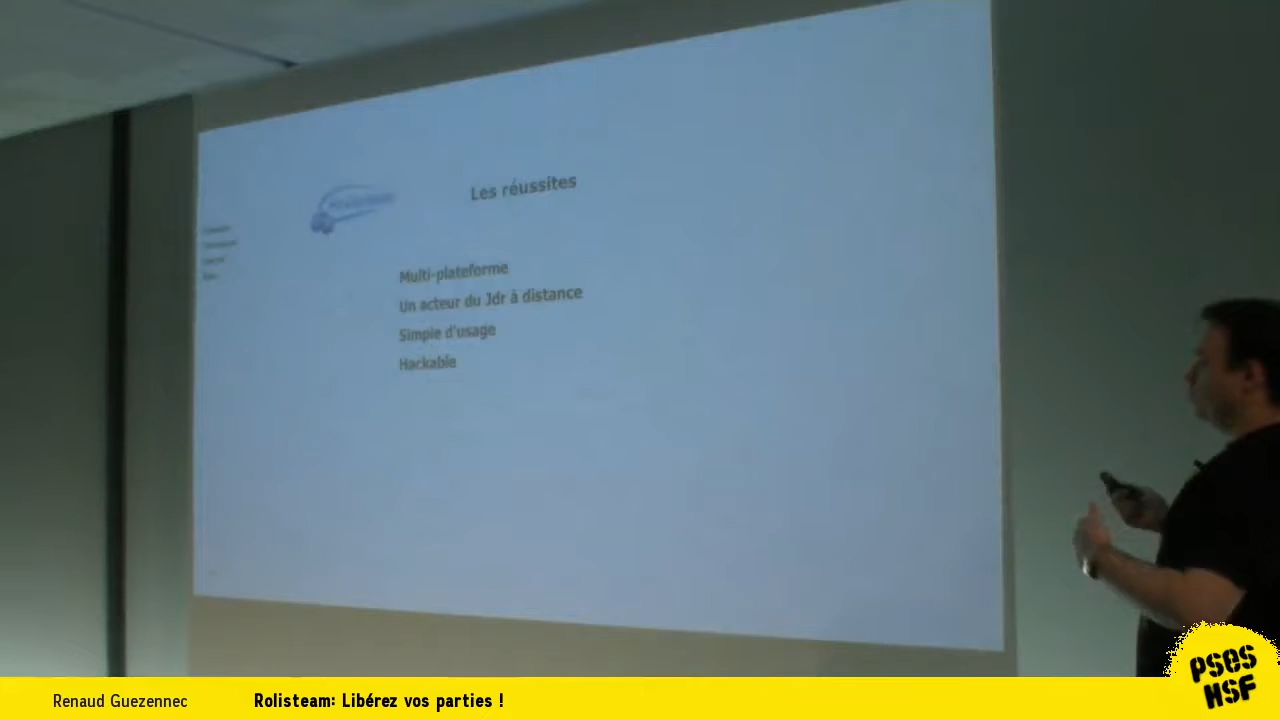 Les réussites
Multi-plateforme
Un acteur du Jdr à distance
Simple d'usage
Hackable
Renaud Guezennec
Rolisteam: Libérez vos parties !
PSES
HSF